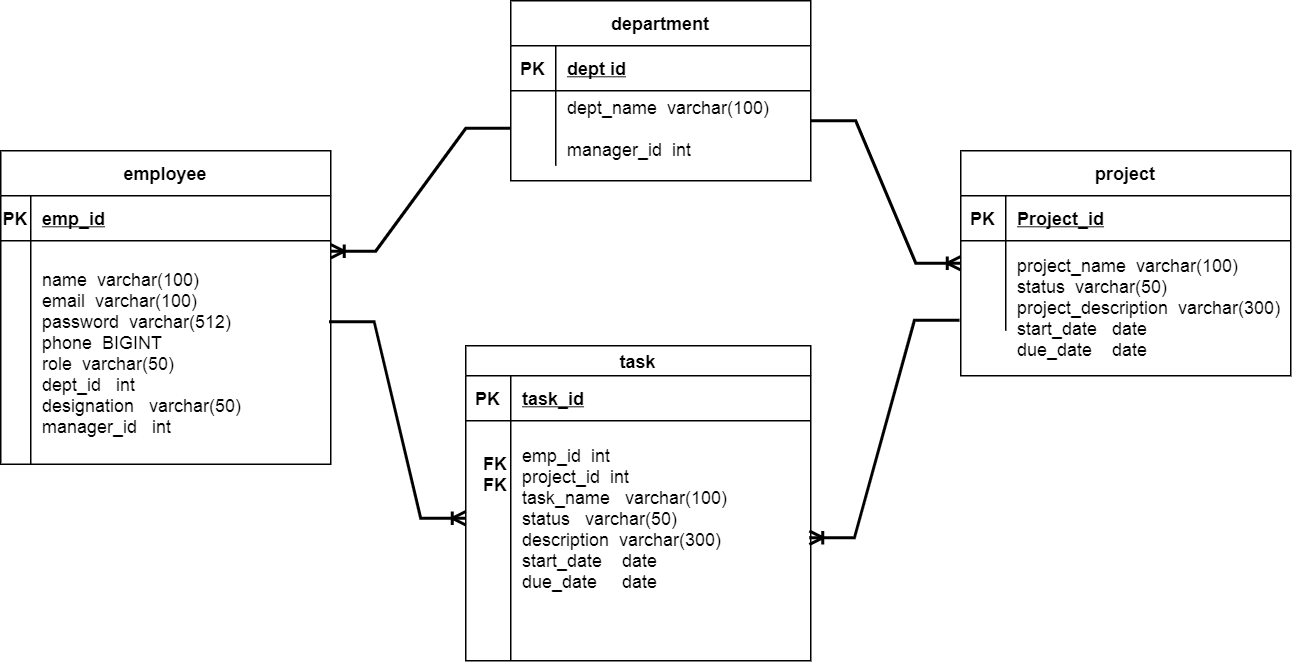 department
PK dept id
dept_name varchar(100)
manager_id int
employee
PK emp_id
name varchar(100)
email varchar(100)
password varchar(512)
phone BIGINT
role varchar(50)
dept_id int
designation varchar(50)
manager_id int
project
PK Project_id
project_name varchar(100)
status varchar(50)
project_description varchar(300)
start_date date
due_date date
task
PK task_id
FK emp_id int
FK project_id int
task_name varchar(100)
status varchar(50)
description varchar(300)
start_date date
due_date date